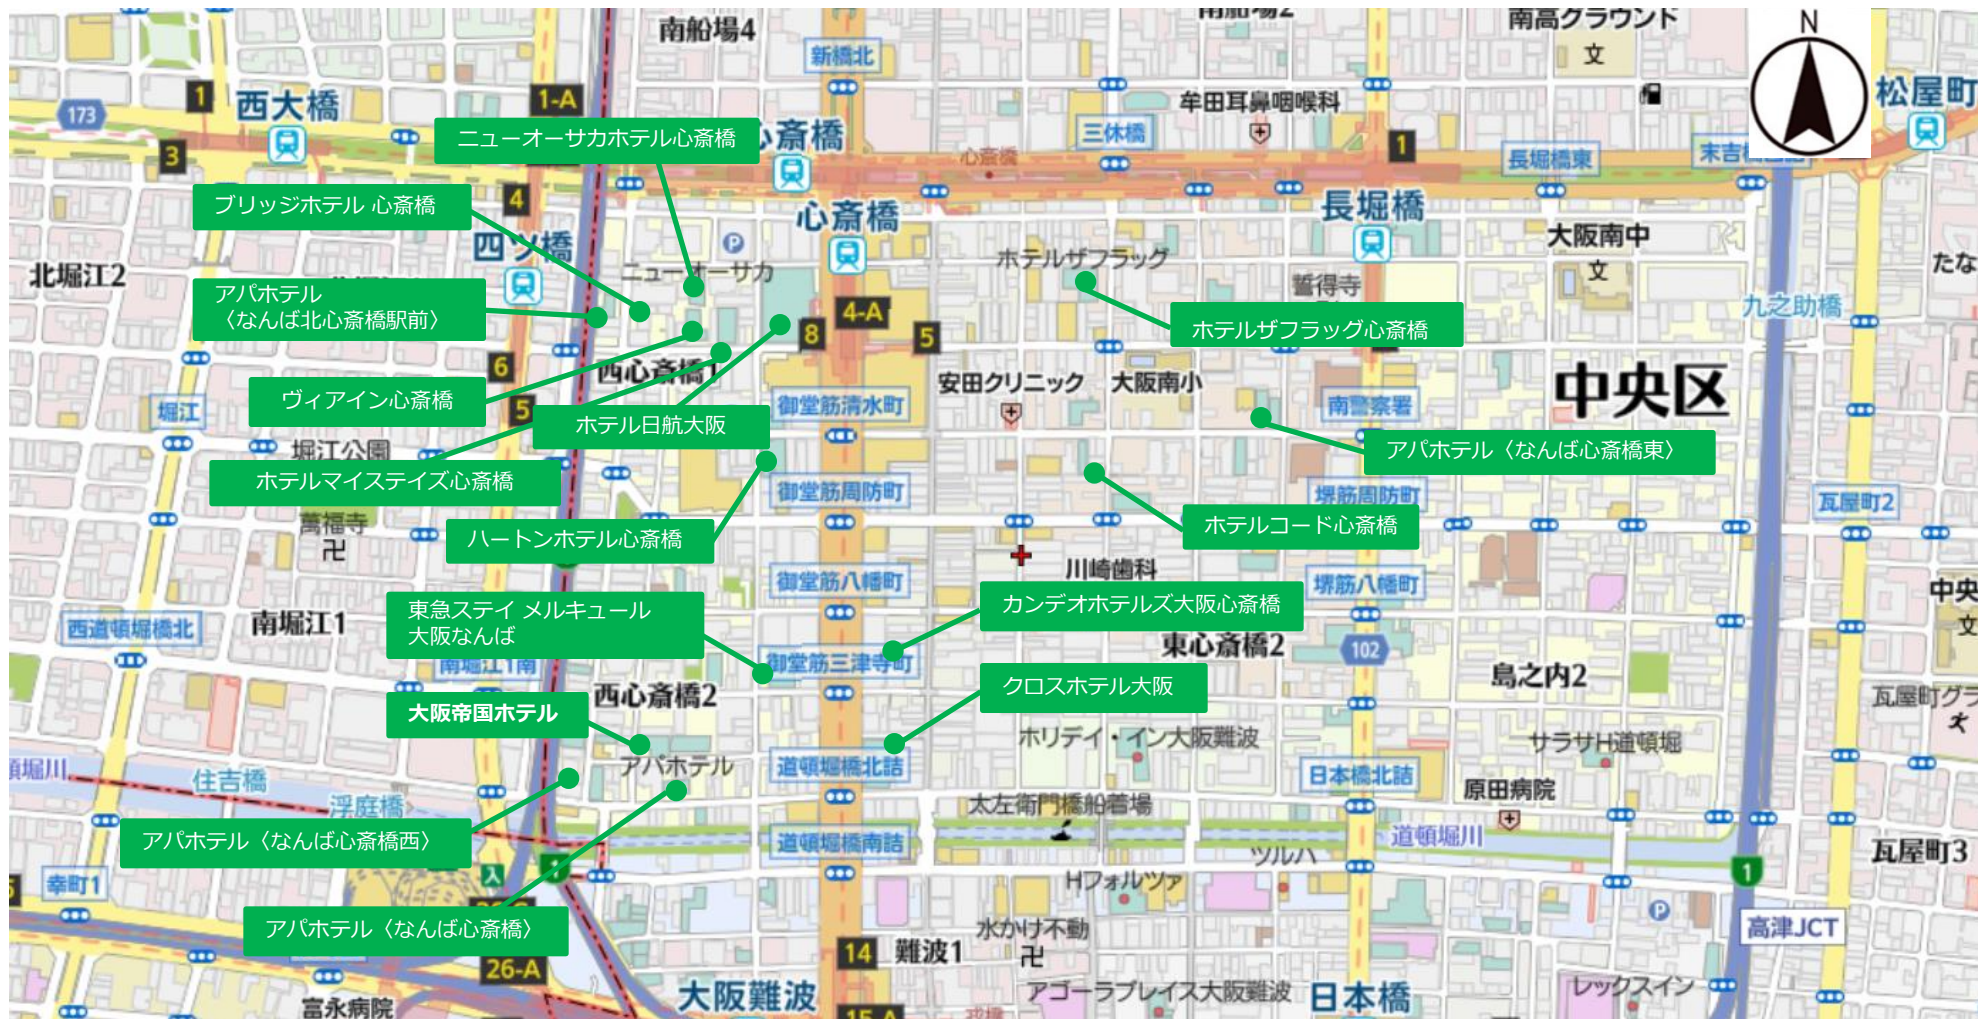 南船場4
南高グラウンド
文
N
新橋北
173
1
西大橋
1-A
牟田耳鼻咽喉科
松屋町
3
ニューオーサカホテル心斎橋
心斎橋
心斎橋
三休橋
1
長堀橋東
ブリッジホテル 心斎橋
4
四ツ橋
P
心斎橋
長堀橋
大阪南中
文
北堀江2
ニューオーサカ
ホテルザフラッグ
誓得寺
たな
アパホテル
〈なんば北心斎橋駅前〉
8
4-A
5
ホテルザフラッグ心斎橋
九之助橋
6
西心斎橋1
安田クリニック
大阪南小
中央区
ヴィアイン心斎橋
堀江
5
ホテル日航大阪
御堂筋清水町
南警察署
堀江公園
アパホテル〈なんば心斎橋東〉
ホテルマイステイズ心斎橋
御堂筋周防町
堺筋周防町
瓦屋町2
萬福寺
卍
ハートンホテル心斎橋
ホテルコード心斎橋
川崎歯科
御堂筋八幡町
堺筋八幡町
中央
文
東急ステイ メルキュール
大阪なんば
カンデオホテルズ大阪心斎橋
西道頓堀橋北
南堀江1
南堀江1南
御堂筋三津寺町
東心斎橋2
102
島之内2
クロスホテル大阪
西心斎橋2
瓦屋町グラ
大阪帝国ホテル
ホリデイ・イン大阪難波
サラサH道頓堀
アパホテル
道頓堀橋北詰
日本橋北詰
頓堀川
住吉橋
浮庭橋
原田病院
太左衛門橋船着場
アパホテル〈なんば心斎橋西〉
道頓堀橋南詰
道頓堀川
ツルハ
瓦屋町3
幸町1
入
1
Hフォルツァ
1
アパホテル〈なんば心斎橋〉
水かけ不動
卍
P
高津JCT
14
難波1
26-A
大阪難波
アゴーラプレイス大阪難波
日本橋
レックスイン
富永病院
15-A